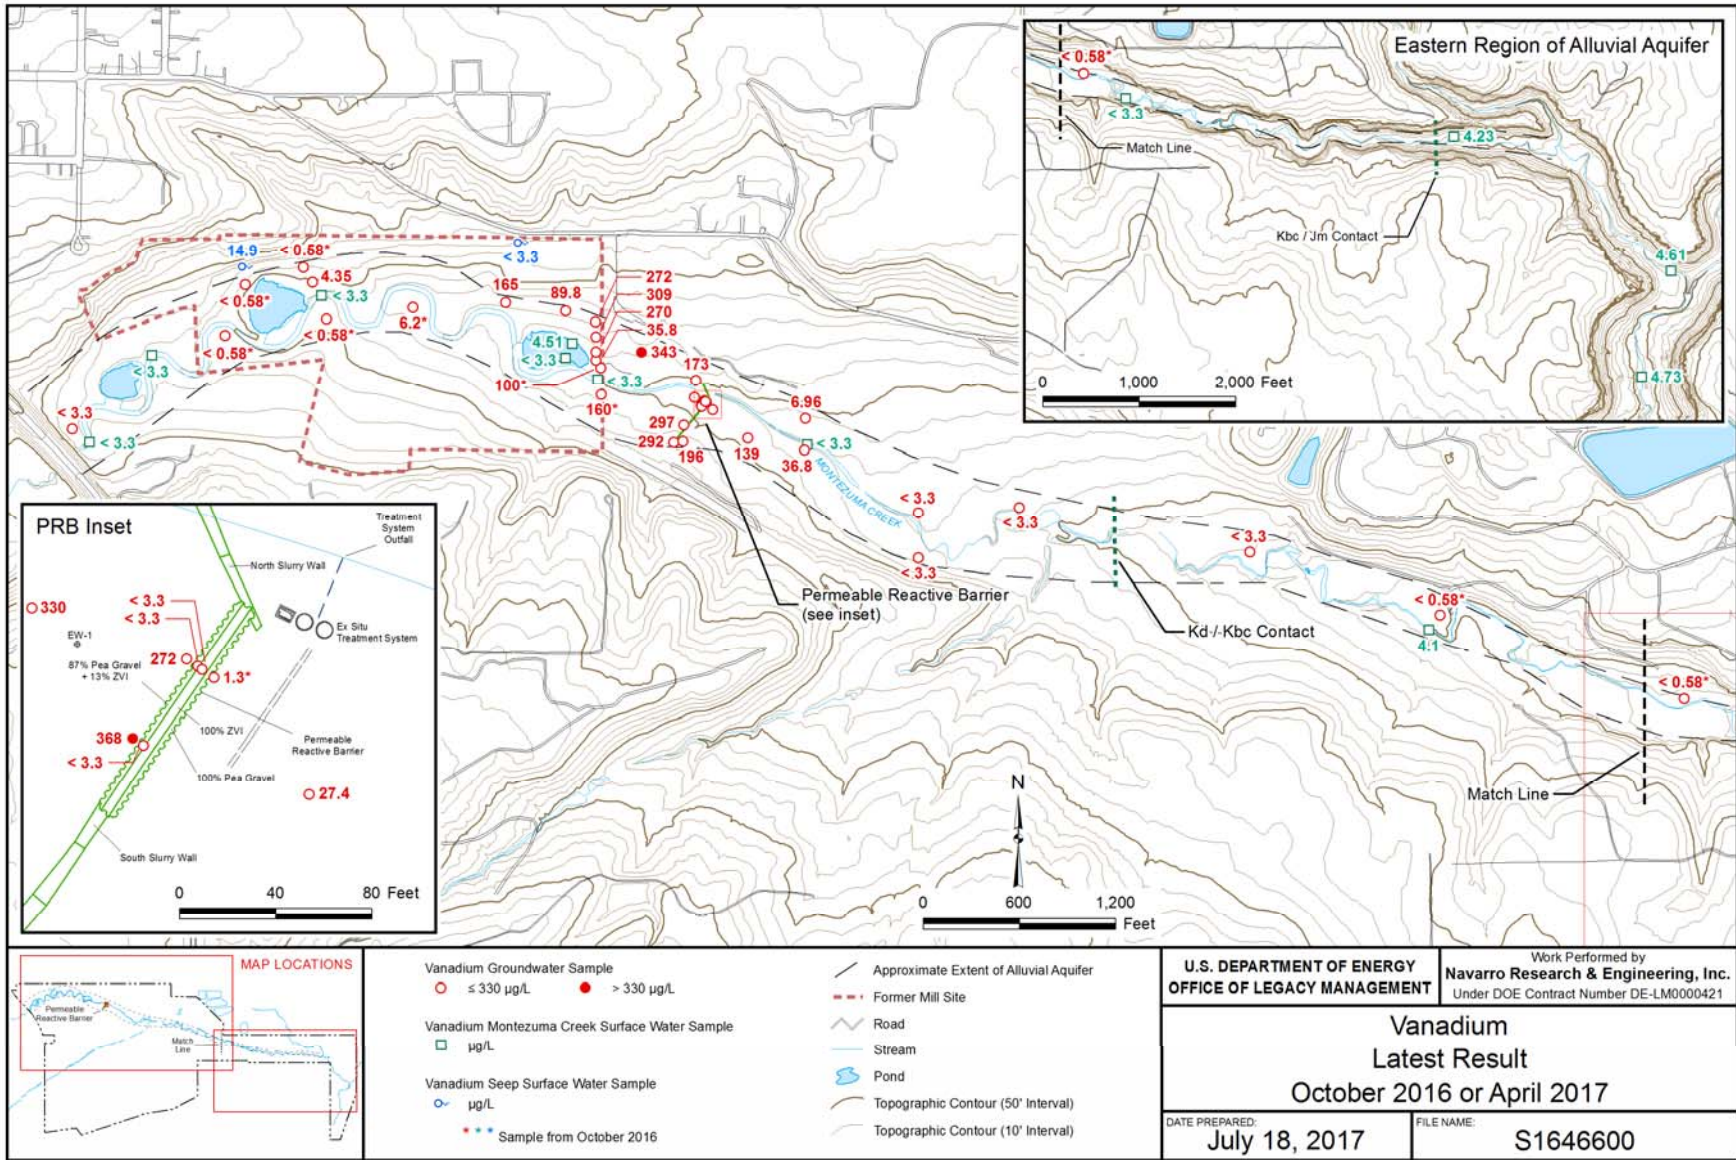 Eastern Region of Alluvial Aquifer
< 0.58*
< 3.3
Match Line
4.23
Kbc / Jm Contact
4.61
4.73
0 1,000 2,000 Feet
14.9
< 0.58*
< 3.3
4.35
< 0.58*
< 3.3
165
89.8
272
309
270
35.8
< 0.58*
< 0.58*
6.2*
4.51
< 3.3
343
< 3.3
100*
< 3.3
173
160*
< 3.3
< 3.3
297
292
196
139
6.96
< 3.3
36.8
MONTEZUMA CREEK
< 3.3
< 3.3
< 3.3
< 3.3
Permeable Reactive Barrier
(see inset)
Kd / Kbc Contact
< 0.58*
4.1
< 0.58*
Match Line
N
0 600 1,200
Feet
PRB Inset
Treatment
System
Outfall
North Slurry Wall
330
< 3.3
< 3.3
EW-1
Ex Situ
Treatment System
272
87% Pea Gravel
+ 13% ZVI
1.3*
368
100% ZVI
Permeable
Reactive Barrier
< 3.3
100% Pea Gravel
27.4
South Slurry Wall
0 40 80 Feet
MAP LOCATIONS
Permeable
Reactive Barrier
Match
Line
Vanadium Groundwater Sample
≤ 330 µg/L > 330 µg/L
Vanadium Montezuma Creek Surface Water Sample
µg/L
Vanadium Seep Surface Water Sample
µg/L
* * * Sample from October 2016
Approximate Extent of Alluvial Aquifer
Former Mill Site
Road
Stream
Pond
Topographic Contour (50' Interval)
Topographic Contour (10' Interval)
U.S. DEPARTMENT OF ENERGY
OFFICE OF LEGACY MANAGEMENT
Work Performed by
Navarro Research & Engineering, Inc.
Under DOE Contract Number DE-LM0000421
Vanadium
Latest Result
October 2016 or April 2017
DATE PREPARED:
July 18, 2017
FILE NAME:
S1646600